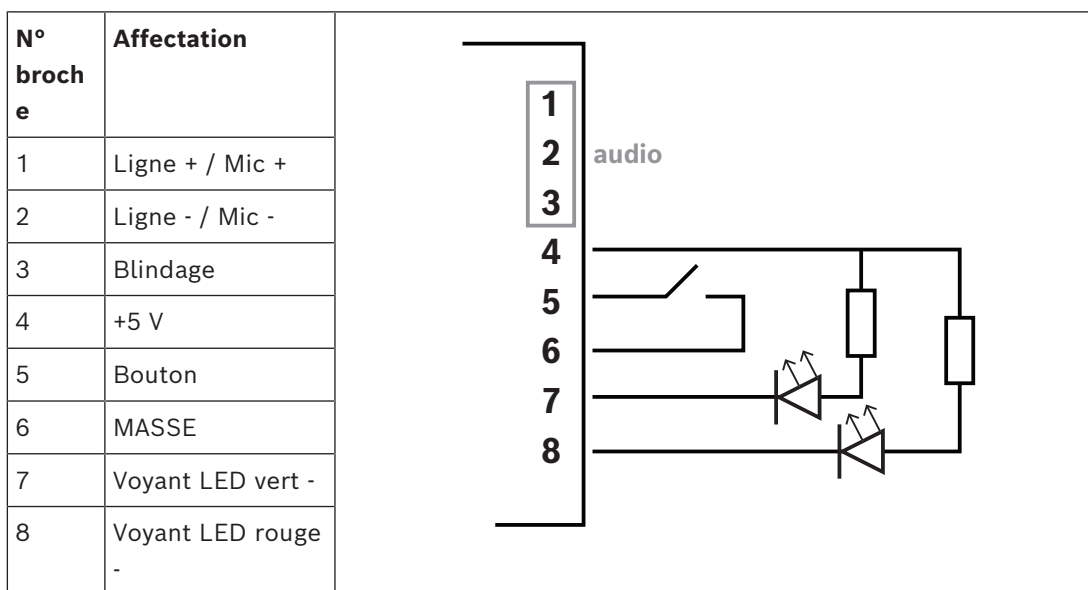 N°
broch
e
Affectation
1 Ligne + / Mic +
2 Ligne - / Mic -
3 Blindage
4 +5 V
5 Bouton
6 MASSE
7 Voyant LED vert -
8 Voyant LED rouge
-
1
2 audio
3
4
5
6
7
8